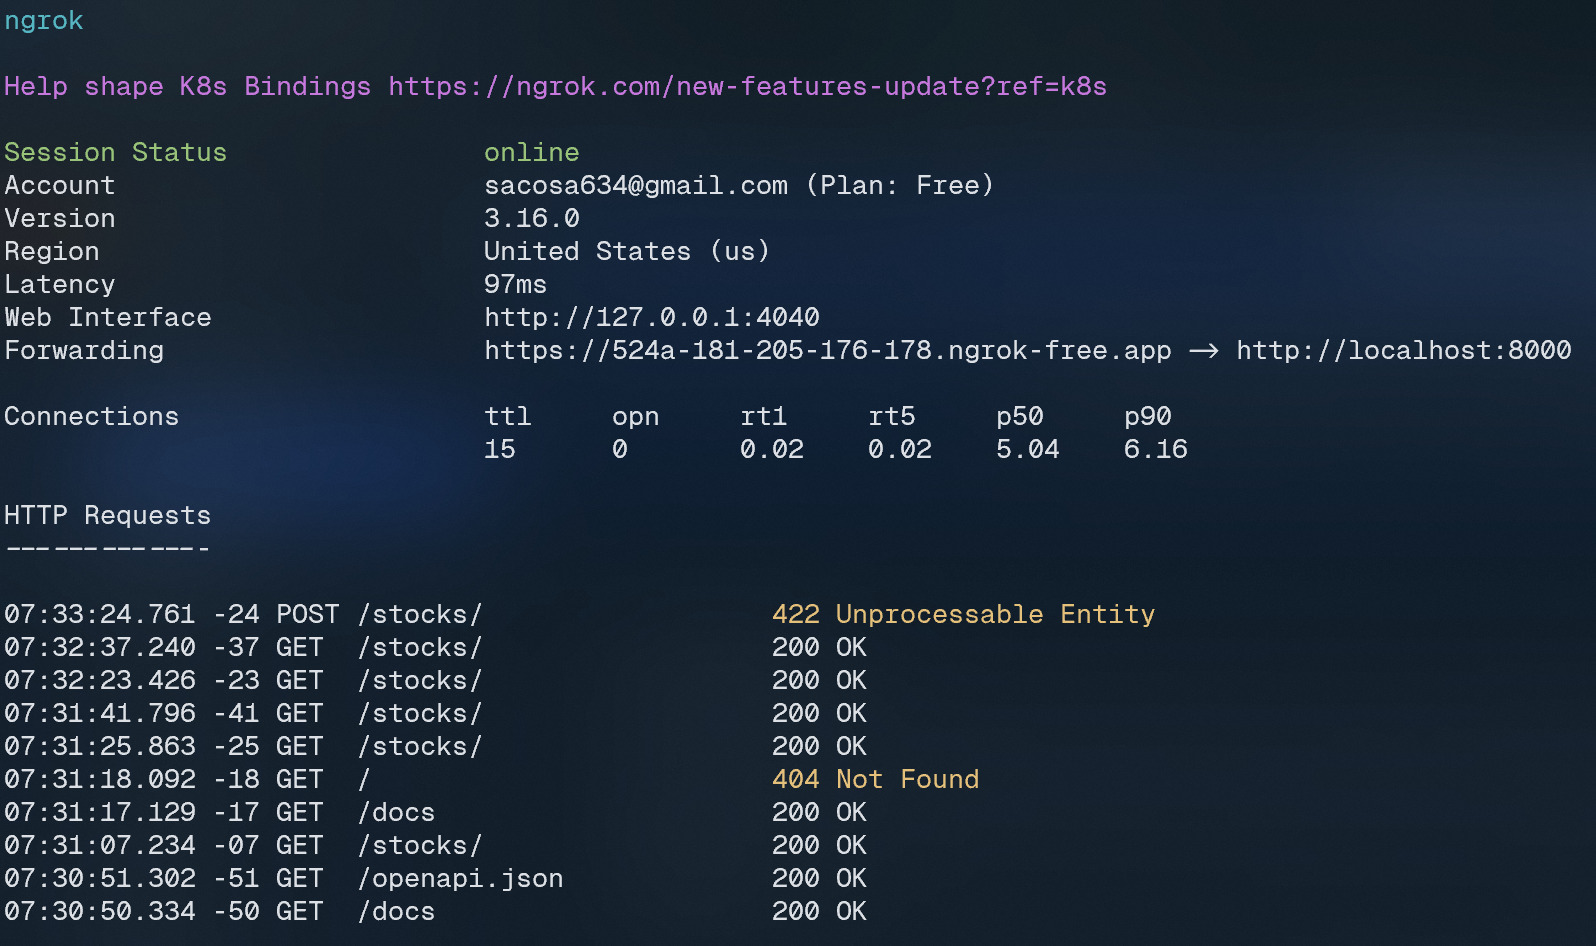 ngrok
Help shape K8s Bindings https://ngrok.com/new-features-update?ref=k8s
Session Status online
Account sacosa634@gmail.com (Plan: Free)
Version 3.16.0
Region United States (us)
Latency 97ms
Web Interface http://127.0.0.1:4040
Forwarding https://524a-181-205-176-178.ngrok-free.app -> http://localhost:8000
Connections ttl opn rt1 rt5 p50 p90
15 0 0.02 0.02 5.04 6.16
HTTP Requests
-------------
07:33:24.761 -24 POST /stocks/ 422 Unprocessable Entity
07:32:37.240 -37 GET /stocks/ 200 OK
07:32:23.426 -23 GET /stocks/ 200 OK
07:31:41.796 -41 GET /stocks/ 200 OK
07:31:25.863 -25 GET /stocks/ 200 OK
07:31:18.092 -18 GET / 404 Not Found
07:31:17.129 -17 GET /docs 200 OK
07:31:07.234 -07 GET /stocks/ 200 OK
07:30:51.302 -51 GET /openapi.json 200 OK
07:30:50.334 -50 GET /docs 200 OK